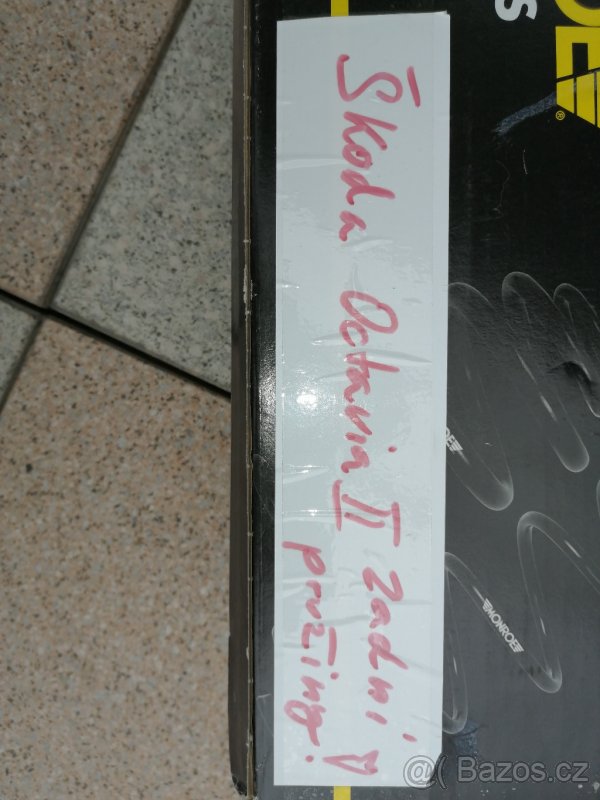 Škoda Octavia II zadní
pružiny.
MONROE
@ Bazos.cz